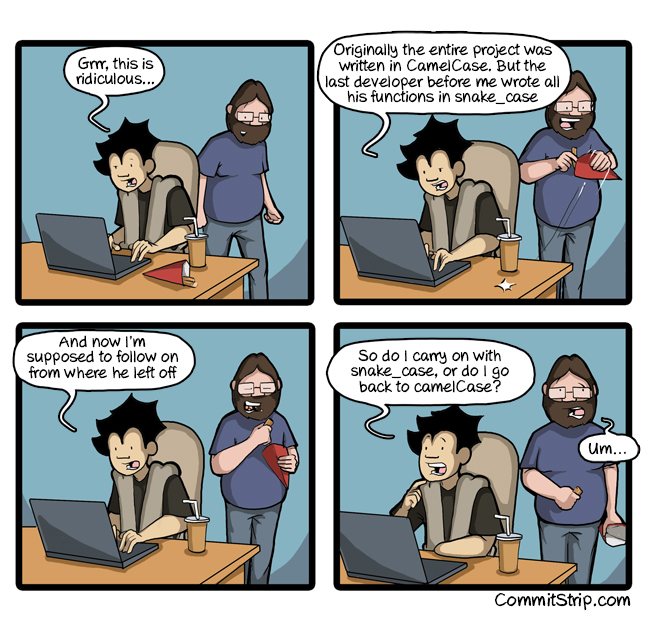 Grrr, this is
ridiculous...
Originally the entire project was
written in CamelCase. But the
last developer before me wrote all
his functions in snake_case
And now I'm
supposed to follow on
from where he left off
So do I carry on with
snake_case, or do I go
back to camelCase?
Um...
CommitStrip.com